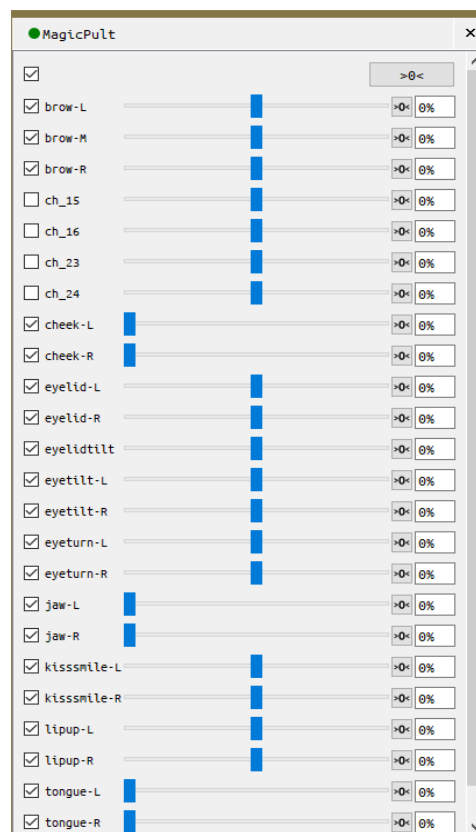 MagicPult
>0<
brow-L >0< 0%
brow-M >0< 0%
brow-R >0< 0%
ch_15 >0< 0%
ch_16 >0< 0%
ch_23 >0< 0%
ch_24 >0< 0%
cheek-L >0< 0%
cheek-R >0< 0%
eyelid-L >0< 0%
eyelid-R >0< 0%
eyelidtilt >0< 0%
eyetilt-L >0< 0%
eyetilt-R >0< 0%
eyeturn-L >0< 0%
eyeturn-R >0< 0%
jaw-L >0< 0%
jaw-R >0< 0%
kisssmile-L >0< 0%
kisssmile-R >0< 0%
lipup-L >0< 0%
lipup-R >0< 0%
tongue-L >0< 0%
tongue-R >0< 0%